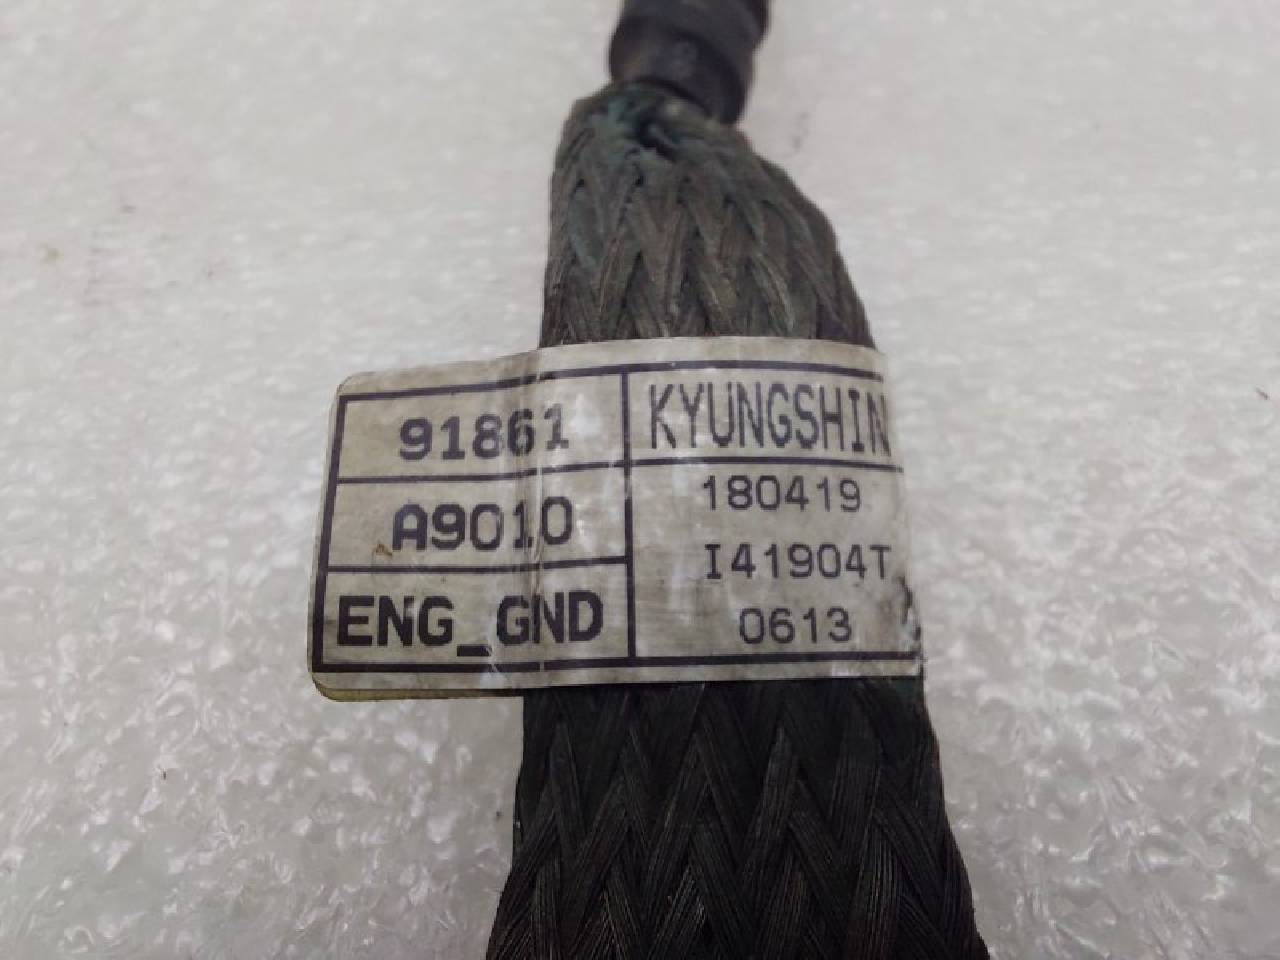 91861
A9010
ENG_GND
KYUNGSHIN
180419
I41904T
0613